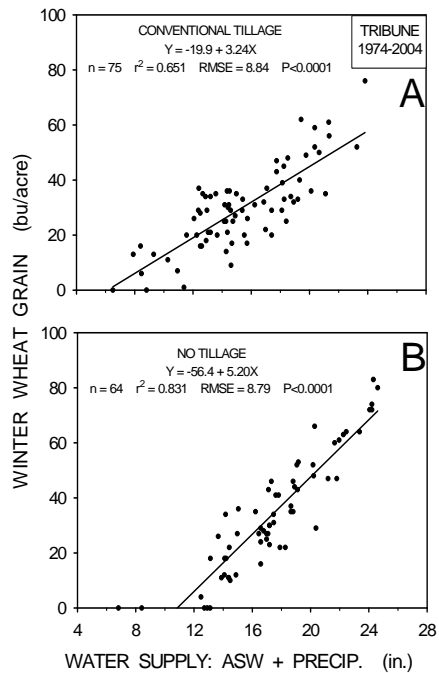 100
80
60
40
20
0
CONVENTIONAL TILLAGE
Y = -19.9 + 3.24X
n = 75 r² = 0.651 RMSE = 8.84 P<0.0001
TRIBUNE
1974-2004
A
WINTER WHEAT GRAIN (bu/acre)
100
80
60
40
20
0
NO TILLAGE
Y = -56.4 + 5.20X
n = 64 r² = 0.831 RMSE = 8.79 P<0.0001
B
4 8 12 16 20 24 28
WATER SUPPLY: ASW + PRECIP. (in.)